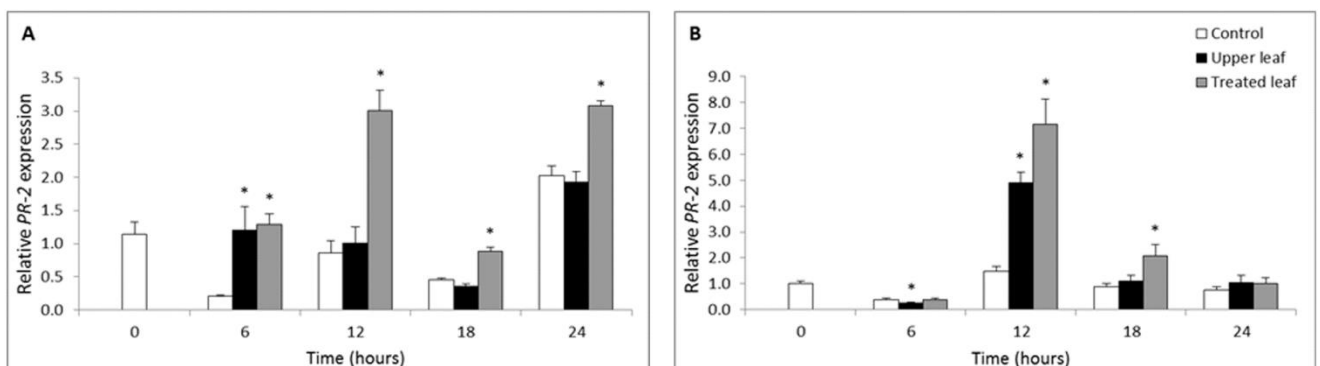 A
Relative PR-2 expression
3.5
3.0
2.5
2.0
1.5
1.0
0.5
0.0
* * * * *
0 6 12 18 24
Time (hours)
B
Control
Upper leaf
Treated leaf
Relative PR-2 expression
9.0
8.0
7.0
6.0
5.0
4.0
3.0
2.0
1.0
0.0
* * * *
0 6 12 18 24
Time (hours)